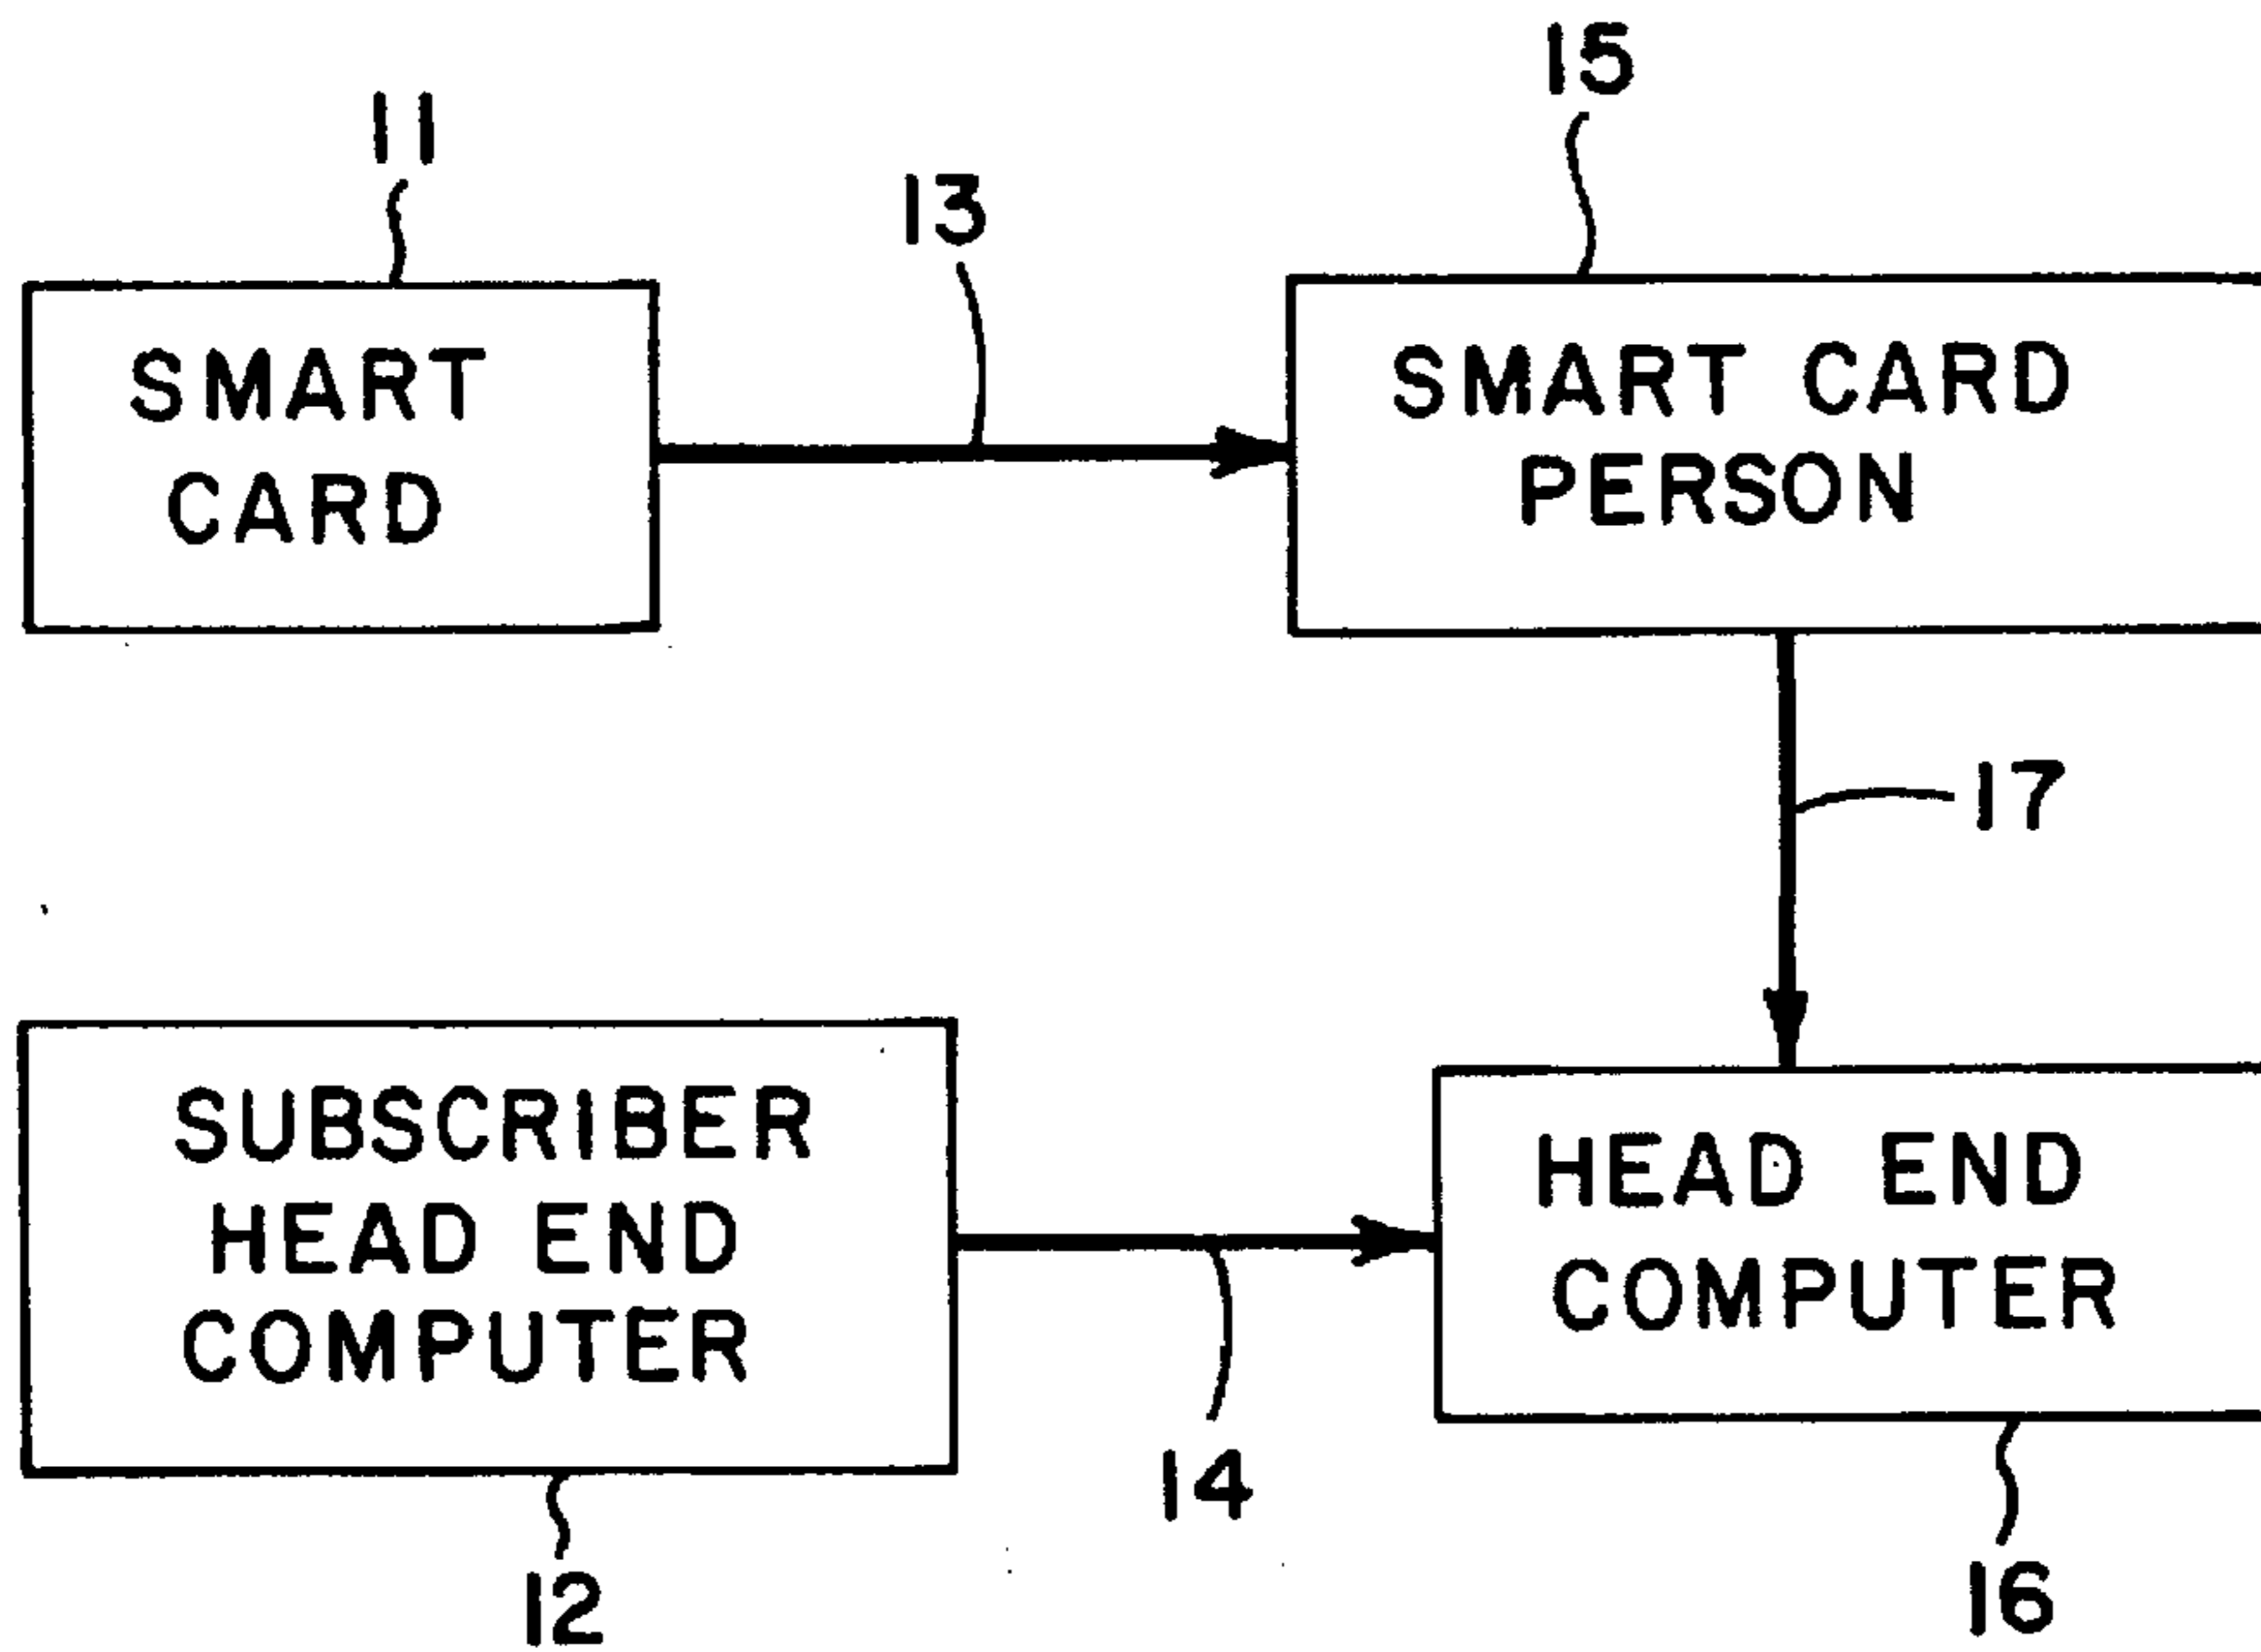 15
11
13
SMART
CARD
SMART CARD
PERSON
17
SUBSCRIBER
HEAD END
COMPUTER
HEAD END
COMPUTER
14
12
16